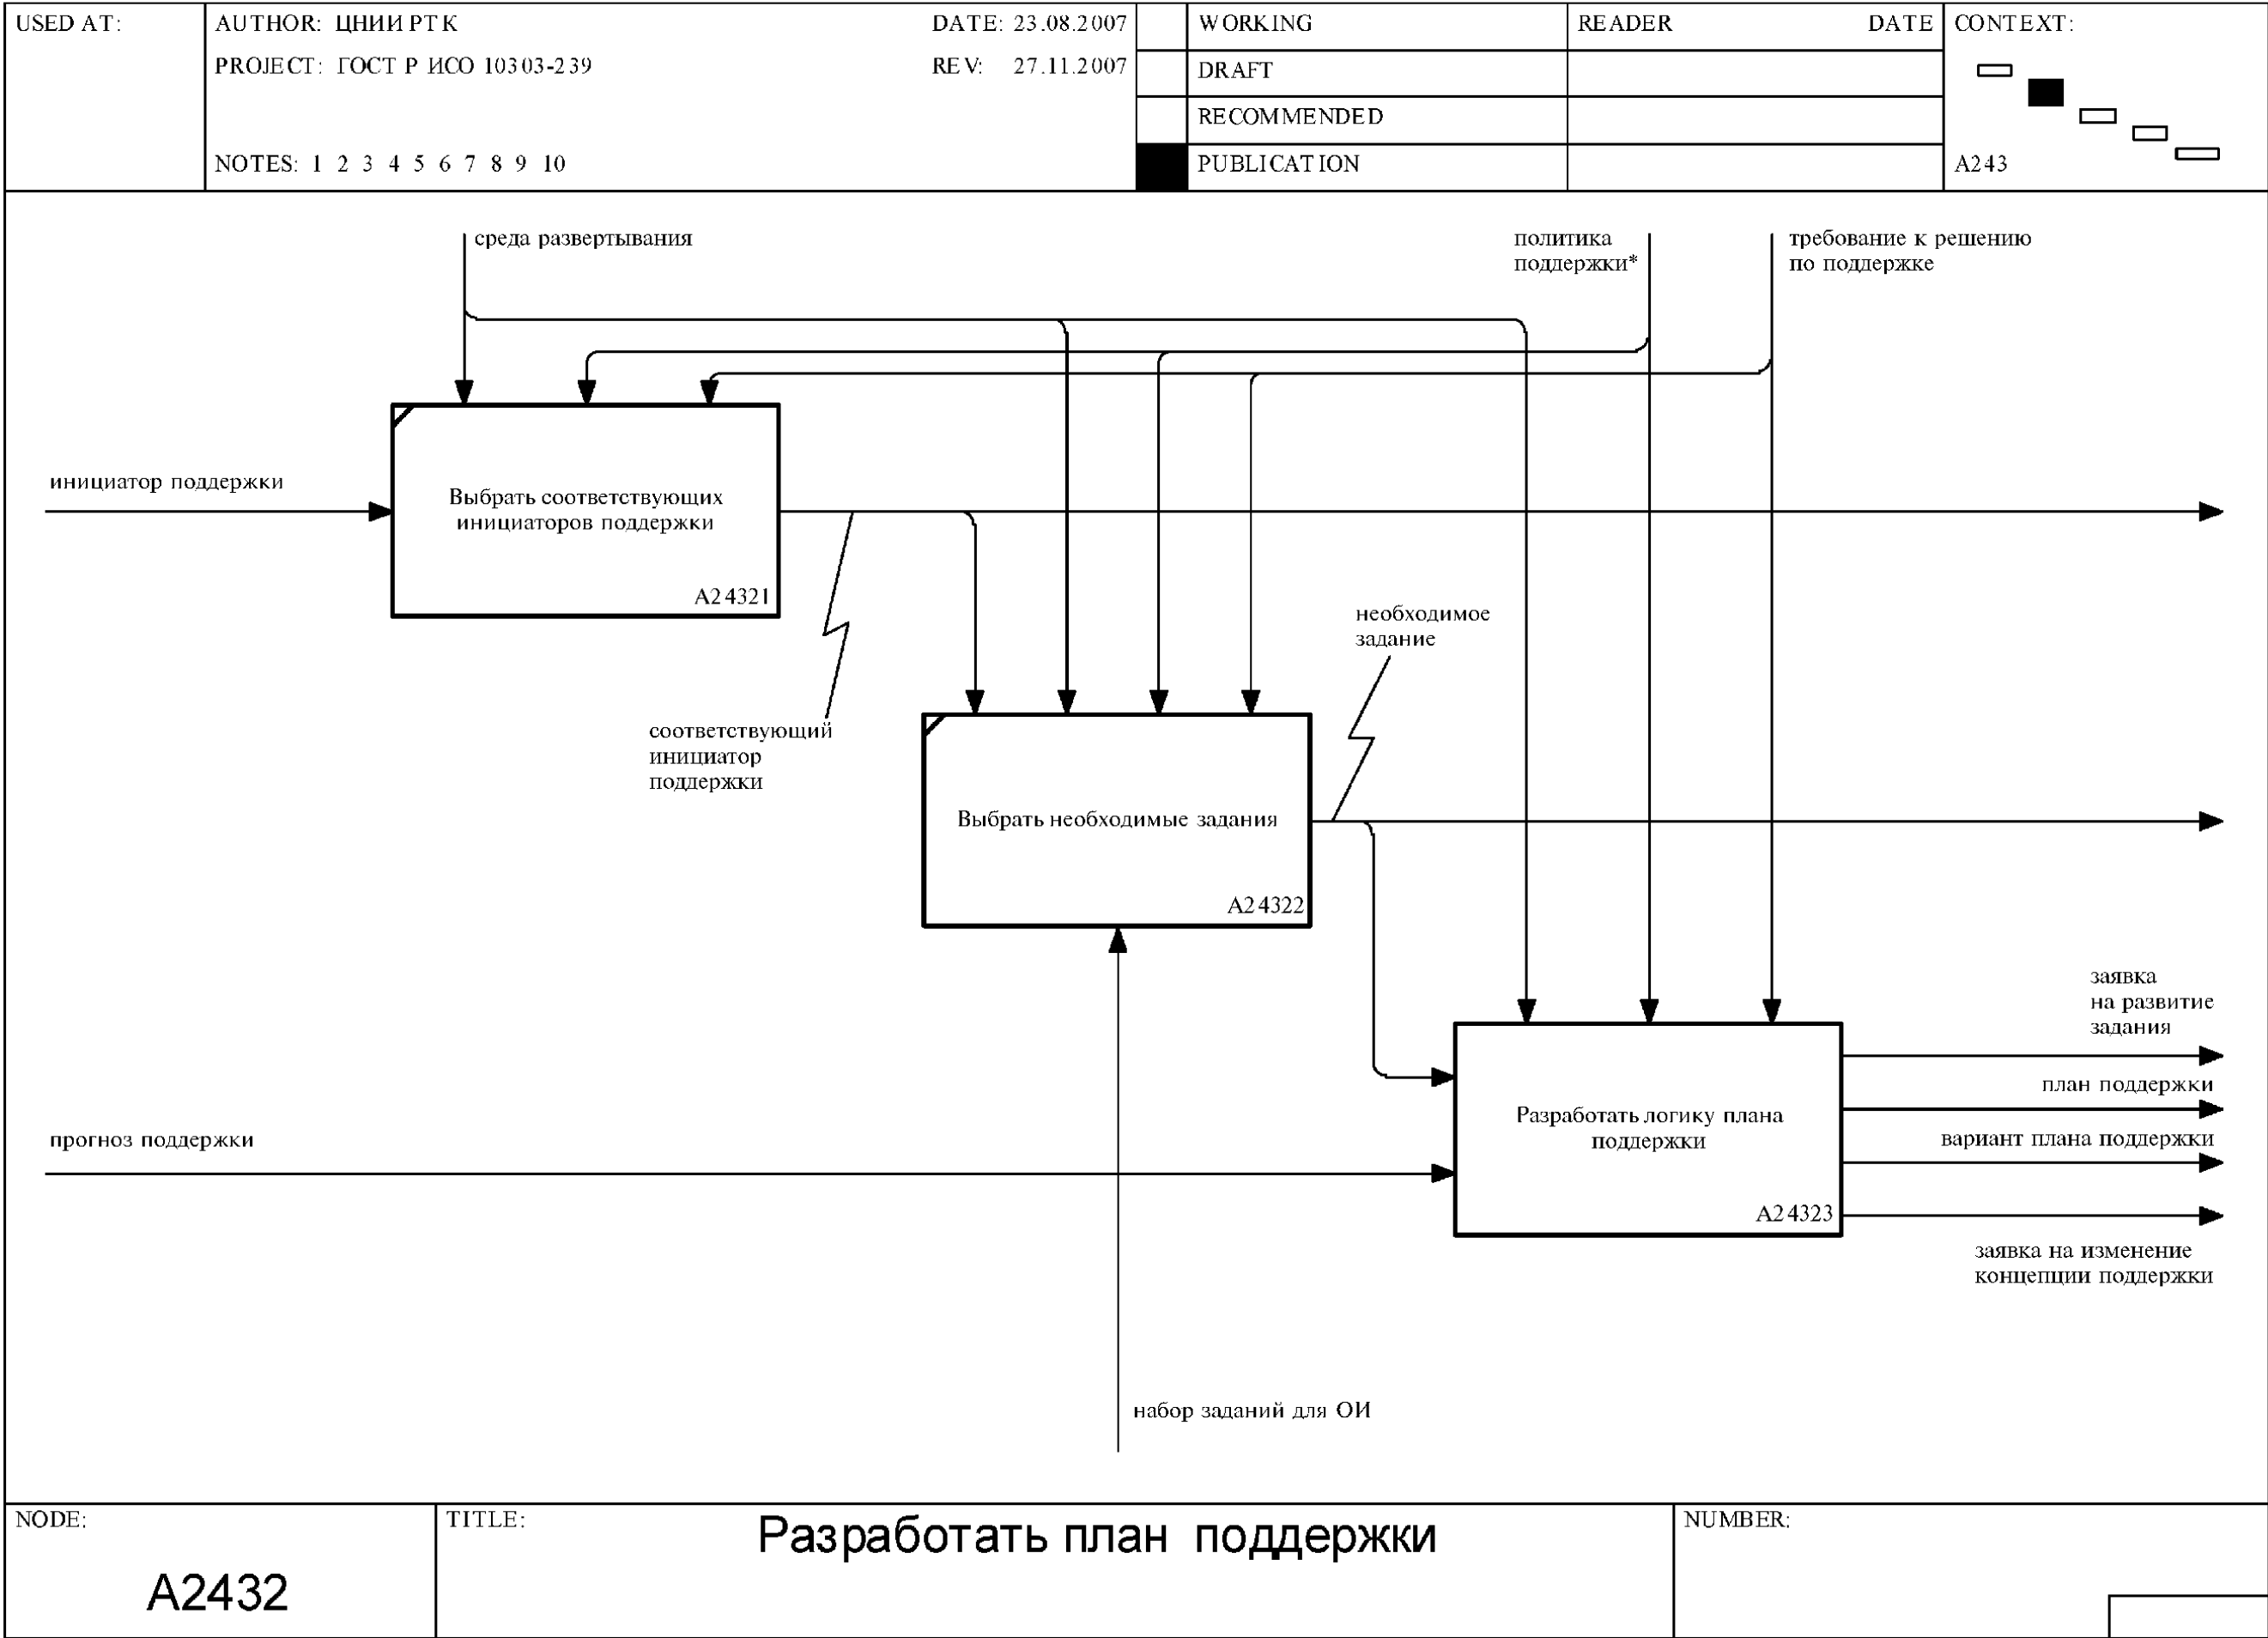 USED AT:
AUTHOR: ЦНИИ РТК
DATE: 23.08.2007
WORKING
READER
DATE
CONTEXT:
PROJECT: ГОСТ Р ИСО 10303-239
REV: 27.11.2007
DRAFT
RECOMMENDED
NOTES: 1 2 3 4 5 6 7 8 9 10
PUBLICATION
A243
среда развертывания
политика
поддержки*
требование к решению
по поддержке
инициатор поддержки
Выбрать соответствующих
инициаторов поддержки
A24321
необходимое
задание
соответствующий
инициатор
поддержки
Выбрать необходимые задания
A24322
заявка
на развитие
задания
план поддержки
вариант плана поддержки
Разработать логику плана
поддержки
A24323
прогноз поддержки
заявка на изменение
концепции поддержки
набор заданий для ОИ
NODE:
A2432
TITLE:
Разработать план поддержки
NUMBER: